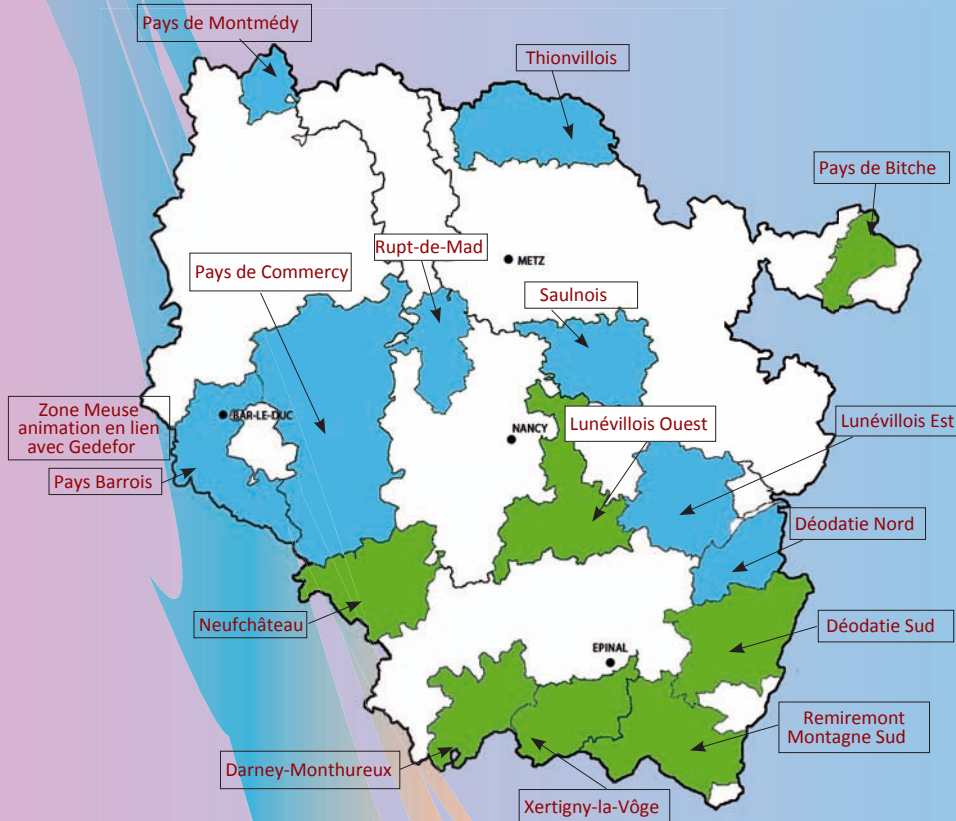 Pays de Montmédy
Thionvillois
Pays de Bitche
Rupt-de-Mad
METZ
Pays de Commercy
Saulnois
Zone Meuse
animation en lien
avec Gedefor
BAR-LE-DUC
NANCY
Lunévillois Ouest
Lunévillois Est
Pays Barrois
Déodatie Nord
Neufchâteau
Déodatie Sud
EPINAL
Remiremont
Montagne Sud
Darney-Monthureux
Xertigny-la-Vôge